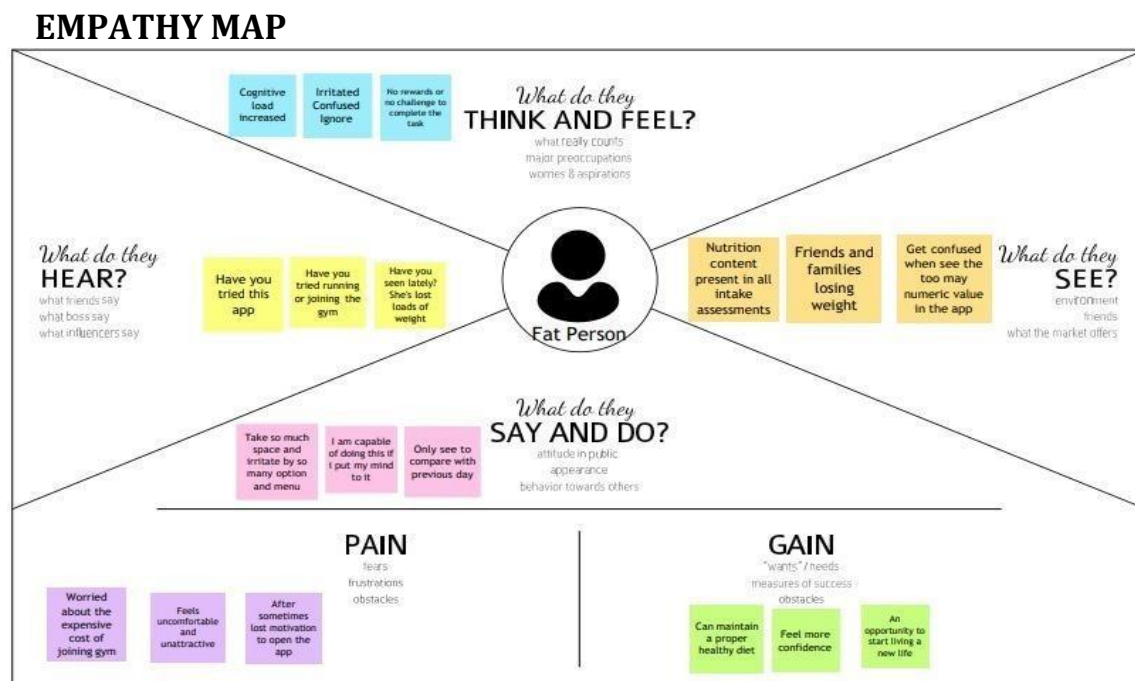 EMPATHY MAP
Cognitive
load
increased
Irritated
Confused
Ignore
No rewards or
no challenge to
complete the
task
What do they
THINK AND FEEL?
what really counts
major preoccupations
worries & aspirations
What do they
HEAR?
what friends say
what boss say
what influencers say
Have you
tried this
app
Have you
tried running
or joining the
gym
Have you
seen lately?
She's lost
loads of
weight
Fat Person
Nutrition
content
present in all
intake
assessments
Friends and
families
losing
weight
Get confused
when see the
too may
numeric value
in the app
What do they
SEE?
environment
friends
what the market offers
Take so much
space and
irritate by so
many option
and menu
I am capable
of doing this if
i put my mind
to it
Only see to
compare with
previous day
What do they
SAY AND DO?
attitude in public
appearance
behavior towards others
PAIN
fears
frustrations
obstacles
Worried
about the
expensive
cost of
joining gym
Feels
uncomfortable
and
unattractive
After
sometimes
lost motivation
to open the
app
GAIN
"wants" / needs
measures of success
obstacles
Can maintain
a proper
healthy diet
Feel more
confidence
An
opportunity to
start living a
new life